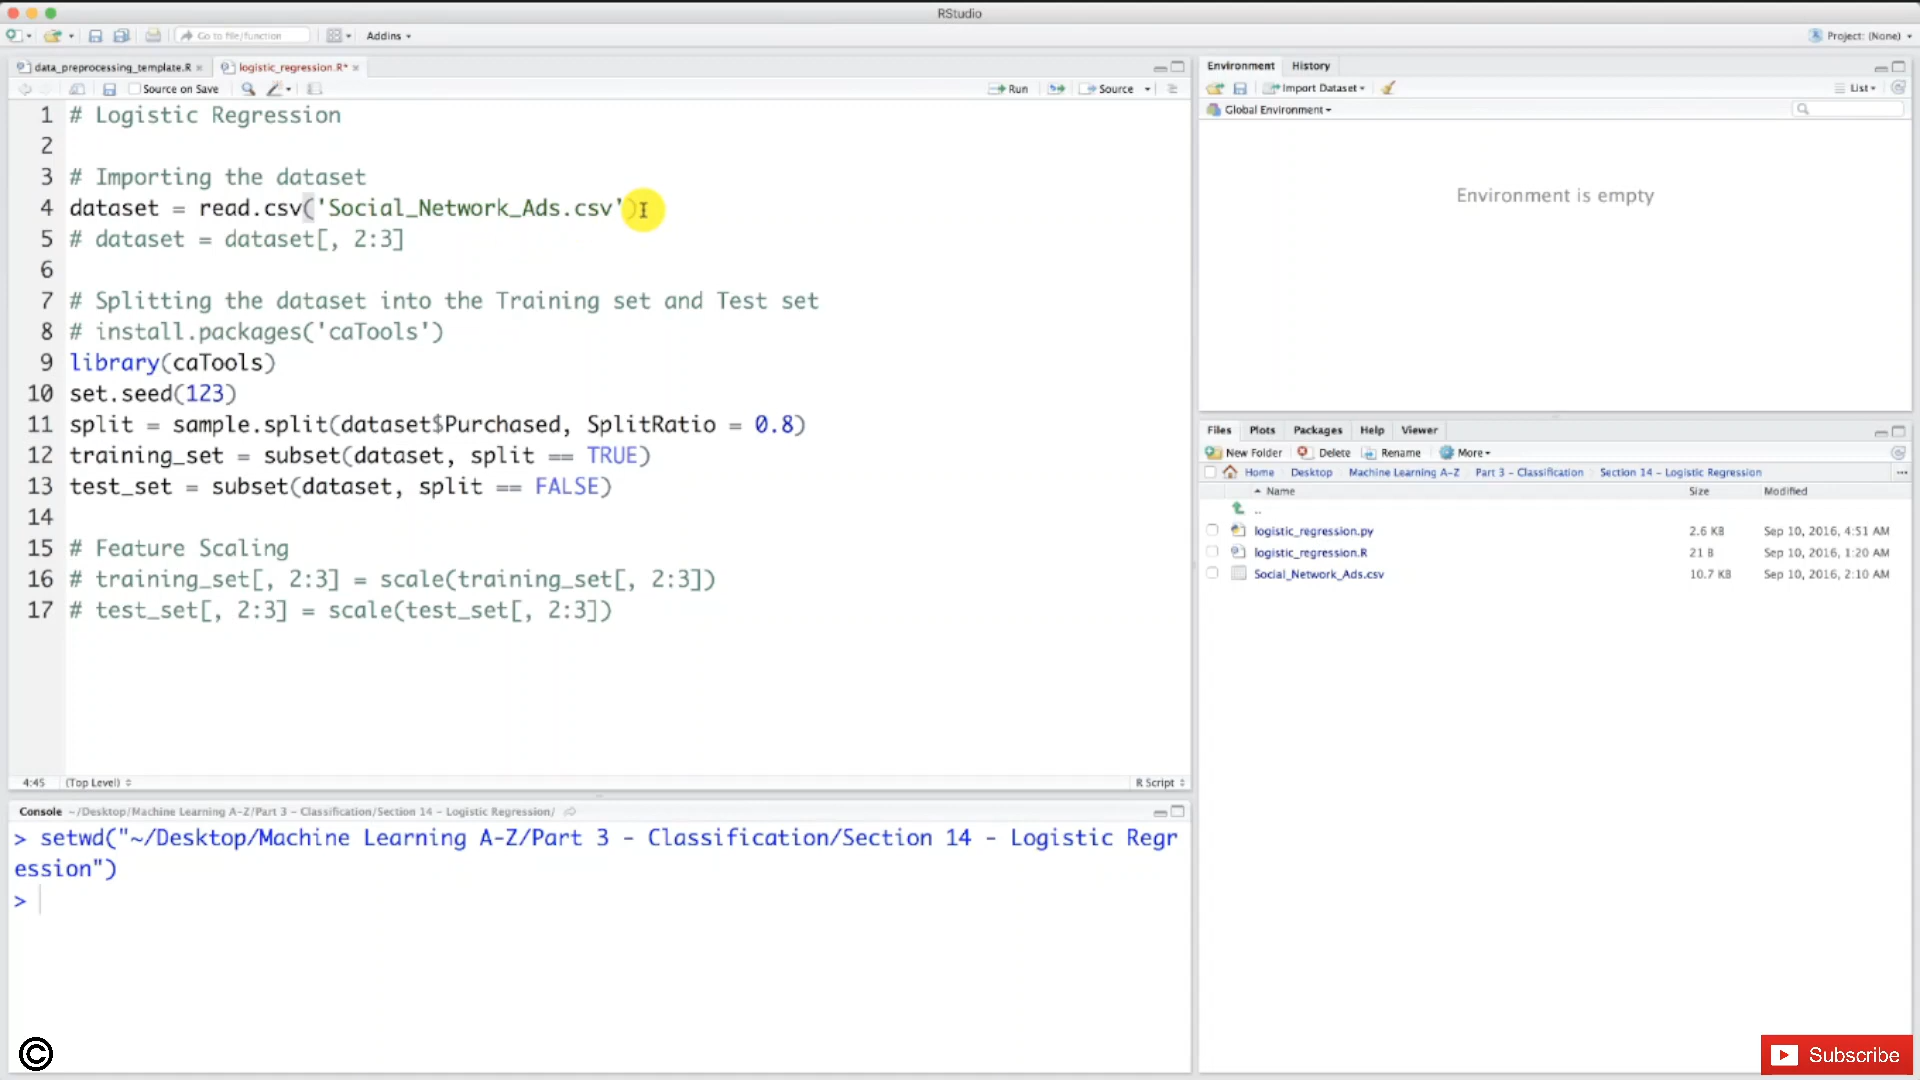 RStudio
Go to file/function
Addins
Project: (None)
data_preprocessing_template.R
logistic_regression.R*
Source on Save
Run
Source
1 # Logistic Regression
2
3 # Importing the dataset
4 dataset = read.csv('Social_Network_Ads.csv')
5 # dataset = dataset[, 2:3]
6
7 # Splitting the dataset into the Training set and Test set
8 # install.packages('caTools')
9 library(caTools)
10 set.seed(123)
11 split = sample.split(dataset$Purchased, SplitRatio = 0.8)
12 training_set = subset(dataset, split == TRUE)
13 test_set = subset(dataset, split == FALSE)
14
15 # Feature Scaling
16 # training_set[, 2:3] = scale(training_set[, 2:3])
17 # test_set[, 2:3] = scale(test_set[, 2:3])
4:45 (Top Level) R Script
Console ~/Desktop/Machine Learning A-Z/Part 3 - Classification/Section 14 - Logistic Regression/
> setwd("~/Desktop/Machine Learning A-Z/Part 3 - Classification/Section 14 - Logistic Regr
ession")
>
Environment History
Import Dataset
List
Global Environment
Environment is empty
Files Plots Packages Help Viewer
New Folder Delete Rename More
Home Desktop Machine Learning A-Z Part 3 - Classification Section 14 - Logistic Regression ...
Name Size Modified
..
logistic_regression.py 2.6 KB Sep 10, 2016, 4:51 AM
logistic_regression.R 21 B Sep 10, 2016, 1:20 AM
Social_Network_Ads.csv 10.7 KB Sep 10, 2016, 2:10 AM
©
Subscribe